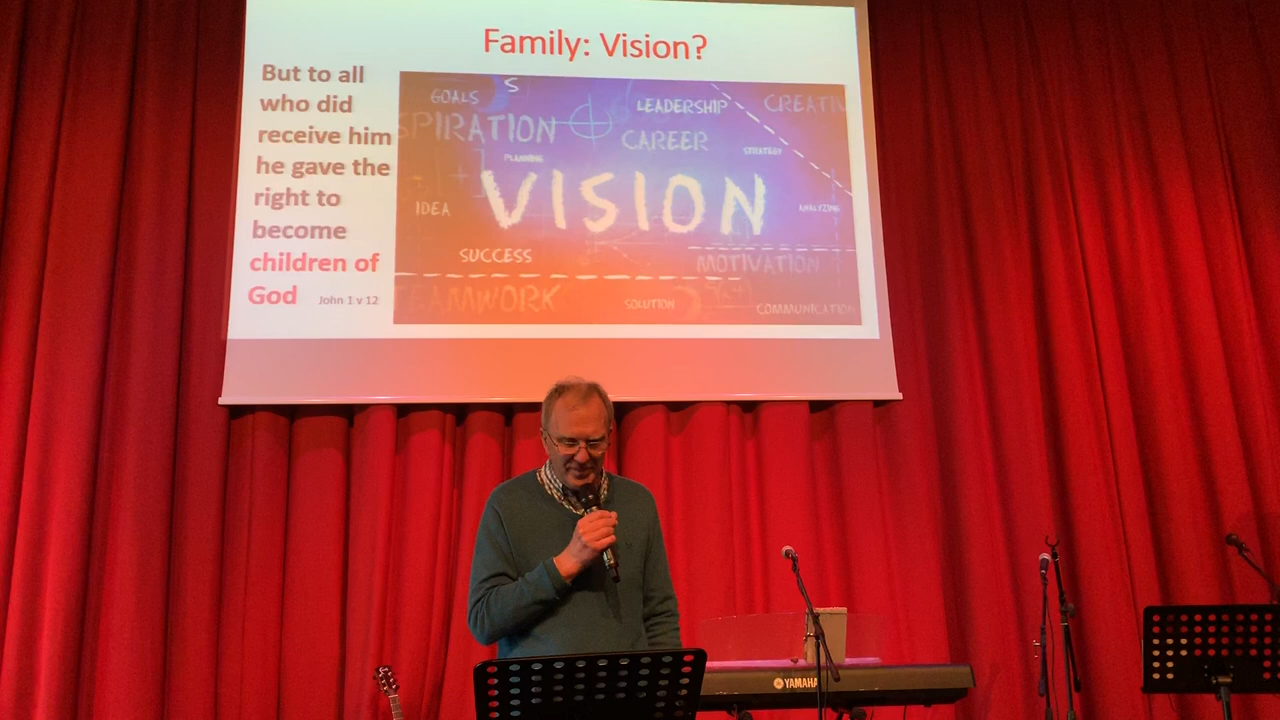 Family: Vision?
But to all
who did
receive him
he gave the
right to
become
children of
God John 1 v 12
GOALS
S
LEADERSHIP
CREATIV
SPIRATION
CAREER
PLANNING
STRATEGY
VISION
IDEA
ANALYZING
SUCCESS
MOTIVATION
TEAMWORK
SOLUTION
COMMUNICATION
YAMAHA